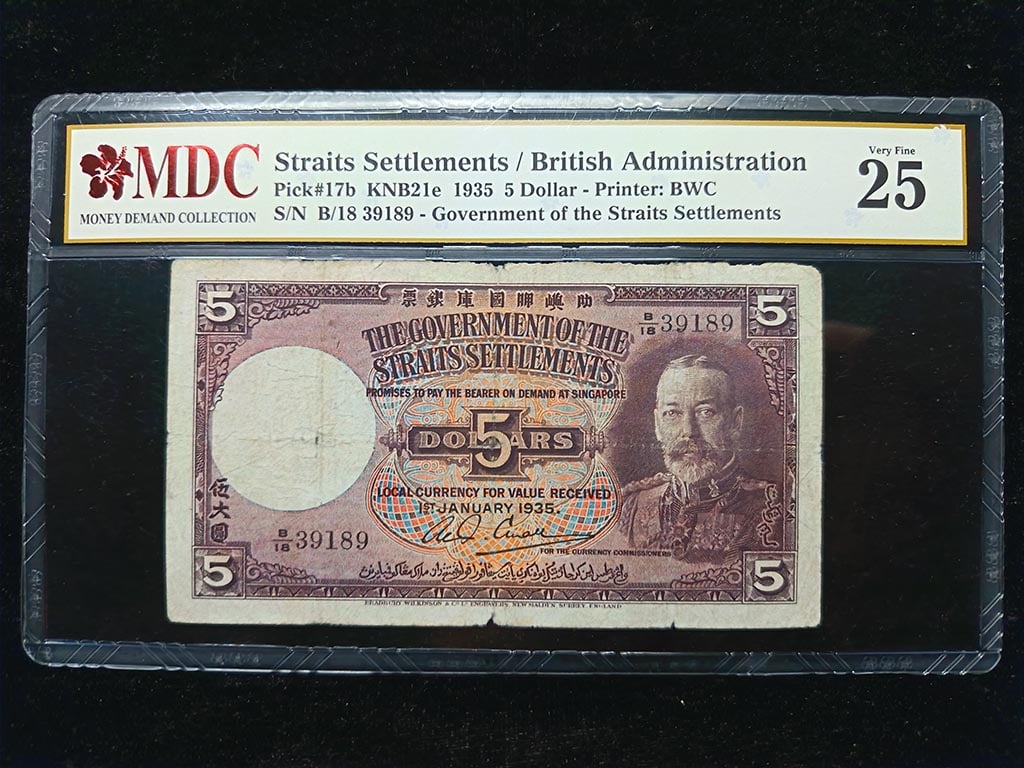 MDC
MONEY DEMAND COLLECTION
Straits Settlements / British Administration
Pick#17b KNB21e 1935 5 Dollar - Printer: BWC
S/N B/18 39189 - Government of the Straits Settlements
Very Fine
25
5
票銀庫國
助
5
B/18 39189
THE GOVERNMENT OF THE
STRAITS SETTLEMENTS
PROMISES TO PAY THE BEARER ON DEMAND AT SINGAPORE
5
DOLLARS
LOCAL CURRENCY FOR VALUE RECEIVED
1ST JANUARY 1935.
伍大圓
B/18 39189
FOR THE CURRENCY COMMISSIONERS
5
5
BRADBURY WILKINSON & Co Ld ENGRAVERS, NEW MALDEN, SURREY, ENGLAND